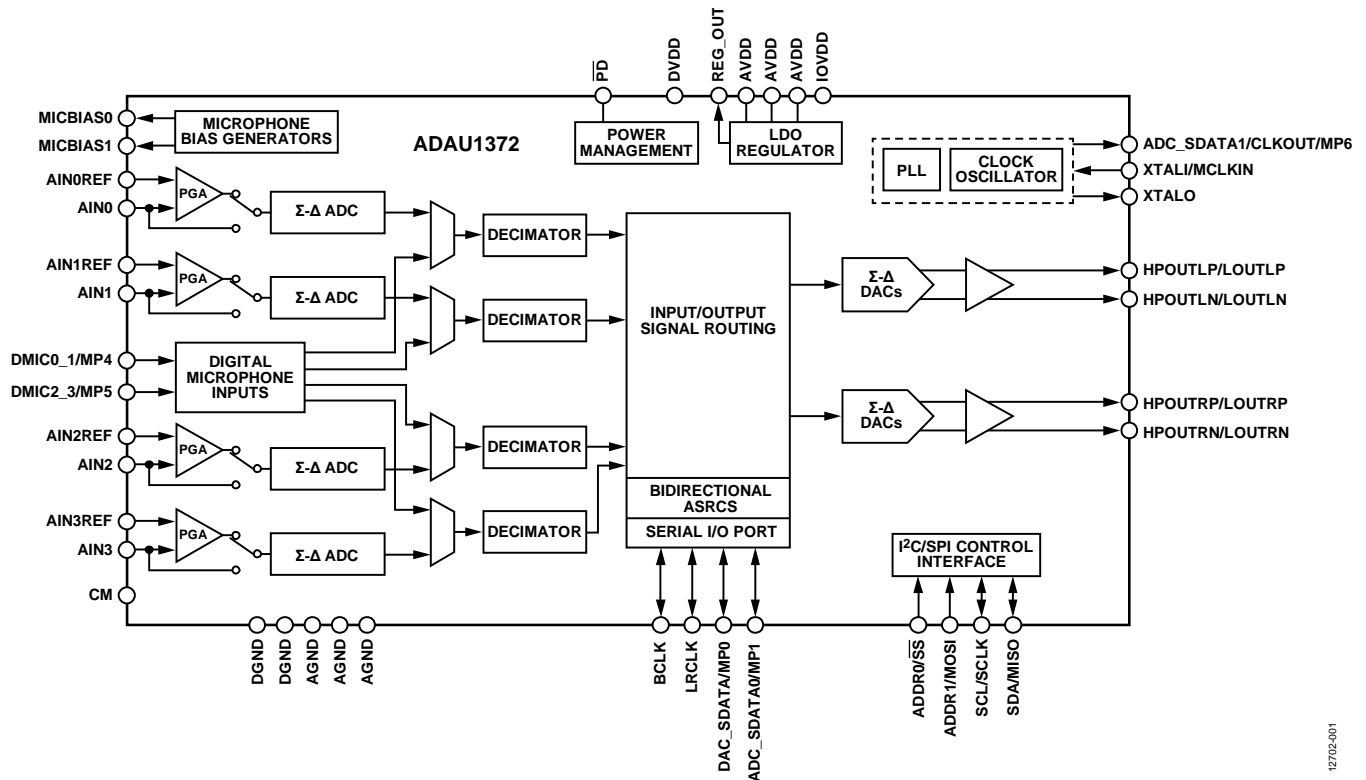 PD
DVDD
REG_OUT
AVDD
AVDD
AVDD
IOVDD
MICBIAS0
MICBIAS1
MICROPHONE
BIAS GENERATORS
ADAU1372
POWER
MANAGEMENT
LDO
REGULATOR
PLL
CLOCK
OSCILLATOR
ADC_SDATA1/CLKOUT/MP6
XTALI/MCLKIN
XTALO
AIN0REF
AIN0
PGA
Σ-Δ ADC
DECIMATOR
AIN1REF
AIN1
PGA
Σ-Δ ADC
DECIMATOR
DMIC0_1/MP4
DMIC2_3/MP5
DIGITAL
MICROPHONE
INPUTS
AIN2REF
AIN2
PGA
Σ-Δ ADC
DECIMATOR
AIN3REF
AIN3
PGA
Σ-Δ ADC
DECIMATOR
CM
INPUT/OUTPUT
SIGNAL ROUTING
BIDIRECTIONAL
ASRCS
SERIAL I/O PORT
Σ-Δ
DACs
HPOUTLP/LOUTLP
HPOUTLN/LOUTLN
Σ-Δ
DACs
HPOUTRP/LOUTRP
HPOUTRN/LOUTRN
I²C/SPI CONTROL
INTERFACE
DGND
DGND
AGND
AGND
AGND
BCLK
LRCLK
DAC_SDATA/MP0
ADC_SDATA0/MP1
ADDR0/SS
ADDR1/MOSI
SCL/SCLK
SDA/MISO
12702-001